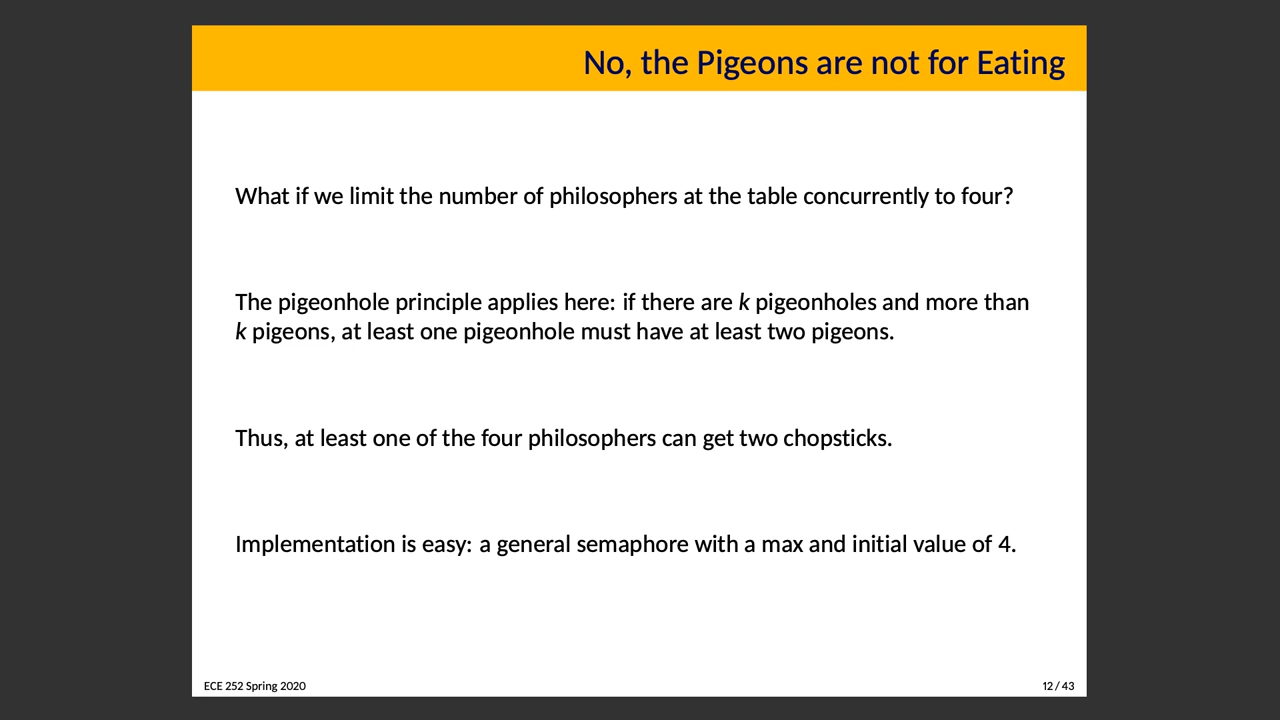 No, the Pigeons are not for Eating
What if we limit the number of philosophers at the table concurrently to four?
The pigeonhole principle applies here: if there are k pigeonholes and more than
k pigeons, at least one pigeonhole must have at least two pigeons.
Thus, at least one of the four philosophers can get two chopsticks.
Implementation is easy: a general semaphore with a max and initial value of 4.
ECE 252 Spring 2020
12 / 43